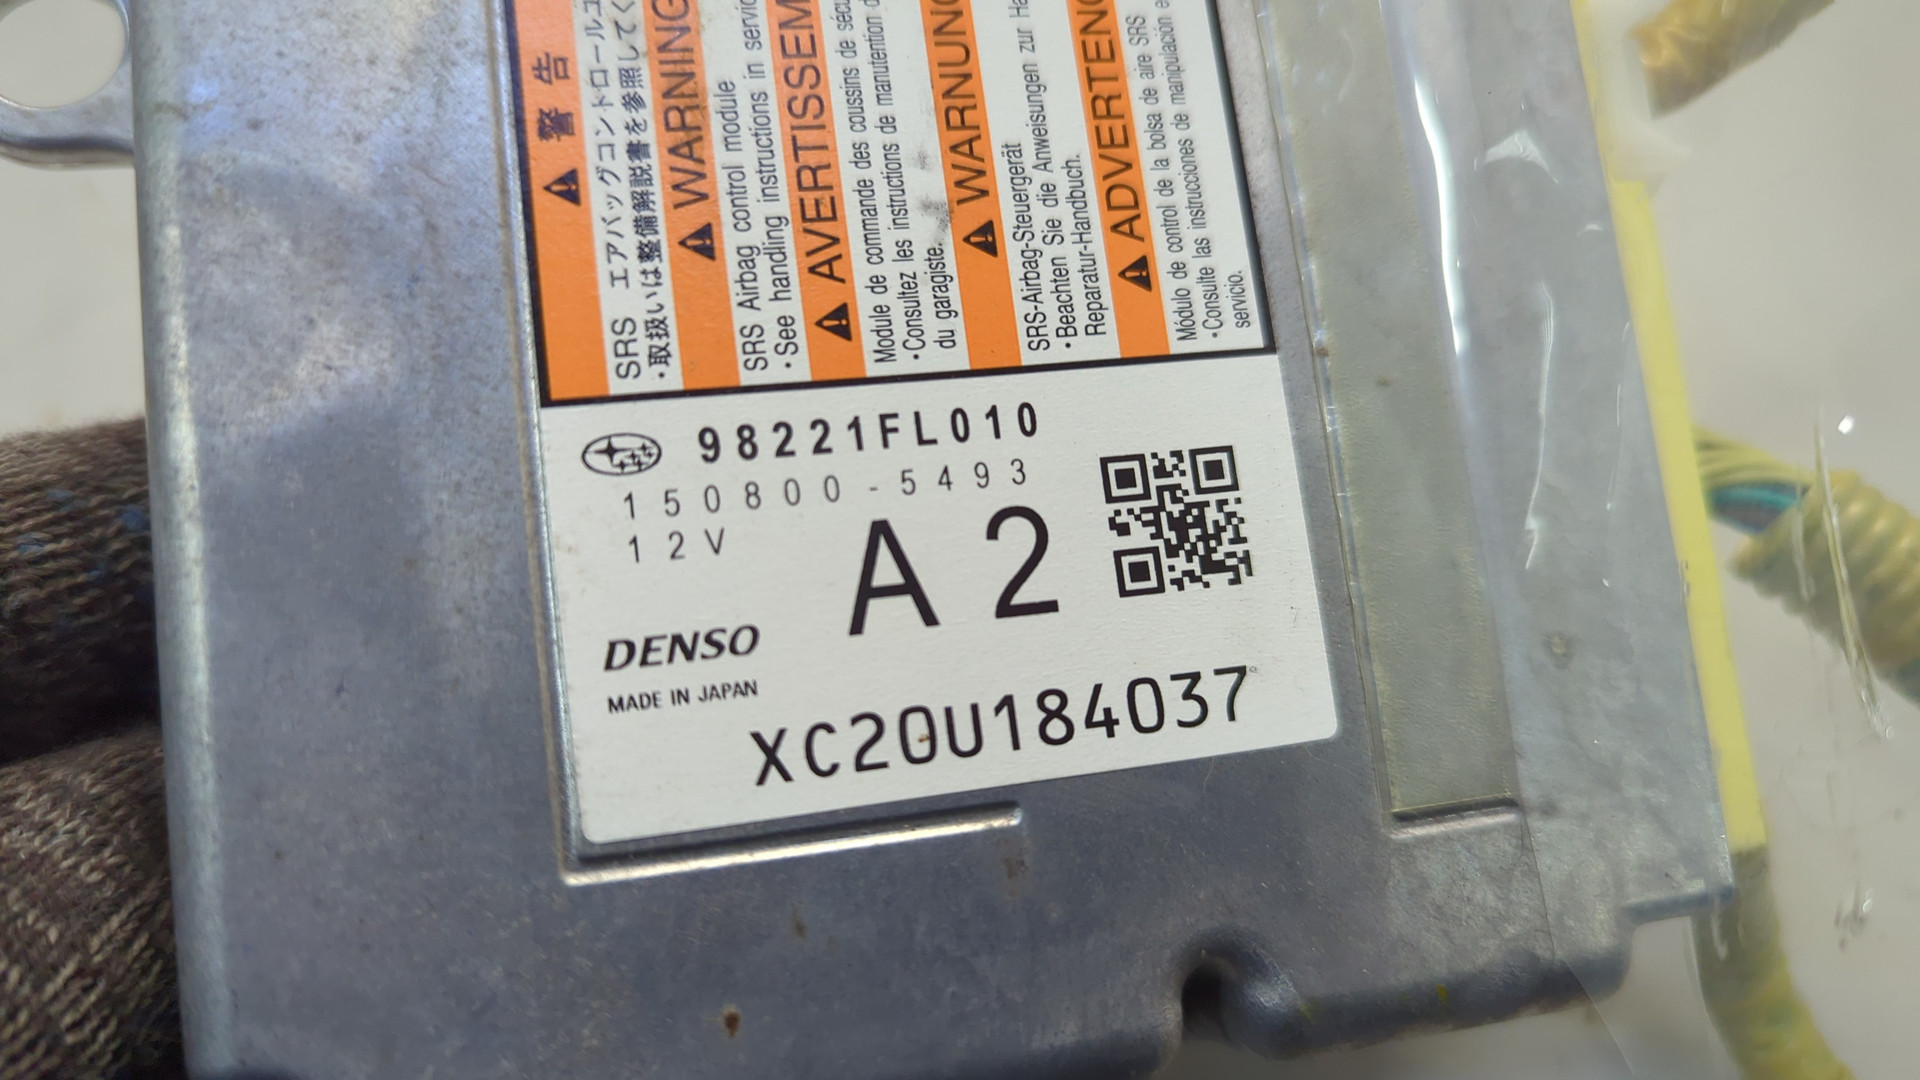 警告
SRS エアバッグコントロールユ
・取扱いは整備解説書を参照してく
WARNING
SRS Airbag control module
・See handling instructions in servic
AVERTISSEM
Module de commande des coussins de sécu
・Consultez les instructions de manutention d
du garagiste.
WARNUNG
SRS-Airbag-Steuergerät
・Beachten Sie die Anweisungen zur Ha
Reparatur-Handbuch.
ADVERTENC
Módulo de control de la bolsa de aire SRS
・Consulte las instrucciones de manipulación e
servicio.
98221FL010
150800-5493
12V
A2
DENSO
MADE IN JAPAN
XC20U184037